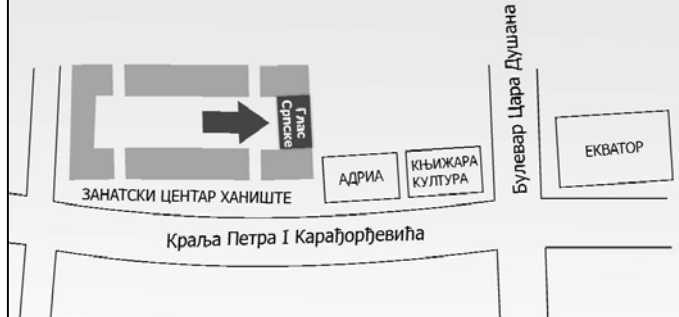 Глас
Српске
ЗАНАТСКИ ЦЕНТАР ХАНИШТЕ
АДРИА
КЊИЖАРА
КУЛТУРА
Булевар Цара Душана
ЕКВАТОР
Краља Петра I Карађорђевића